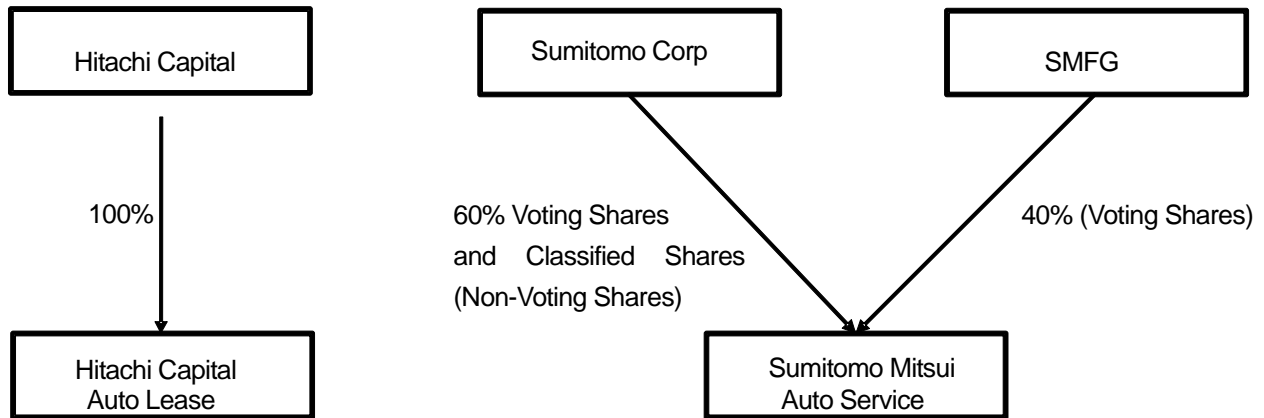 Hitachi Capital
Sumitomo Corp
SMFG
100%
60% Voting Shares
and Classified Shares
(Non-Voting Shares)
40% (Voting Shares)
Hitachi Capital
Auto Lease
Sumitomo Mitsui
Auto Service